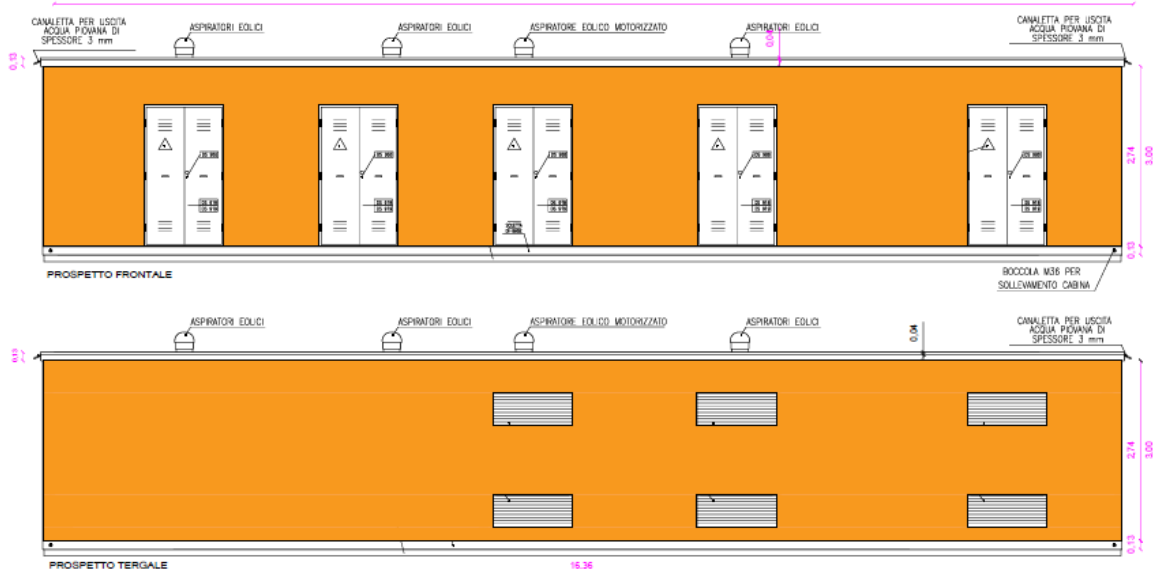 CANALETTA PER USCITA
ACQUA PIOVANA DI
SPESSORE 3 mm
ASPIRATORI EOLICI
ASPIRATORI EOLICI
ASPIRATORE EOLICO MOTORIZZATO
ASPIRATORI EOLICI
CANALETTA PER USCITA
ACQUA PIOVANA DI
SPESSORE 3 mm
0,13
0,04
2,74
3,00
0,13
PROSPETTO FRONTALE
BOCCOLA M36 PER
SOLLEVAMENTO CABINA
ASPIRATORI EOLICI
ASPIRATORI EOLICI
ASPIRATORE EOLICO MOTORIZZATO
ASPIRATORI EOLICI
CANALETTA PER USCITA
ACQUA PIOVANA DI
SPESSORE 3 mm
0,13
0,04
2,74
3,00
0,13
PROSPETTO TERGALE
16,36